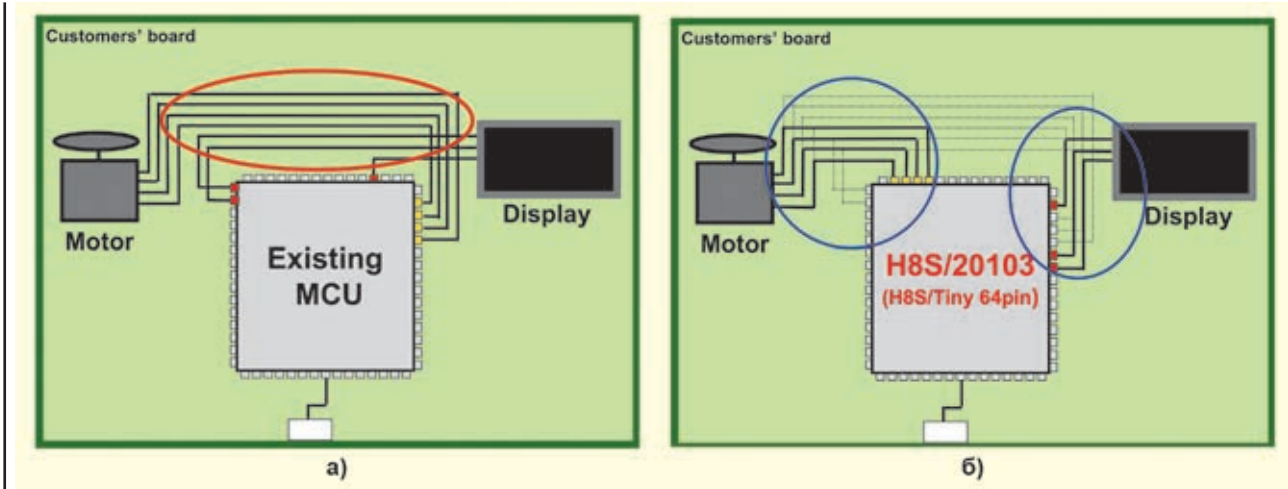 Customers' board
Motor
Existing
MCU
Display
а)
Customers' board
Motor
H8S/20103
(H8S/Tiny 64pin)
Display
б)